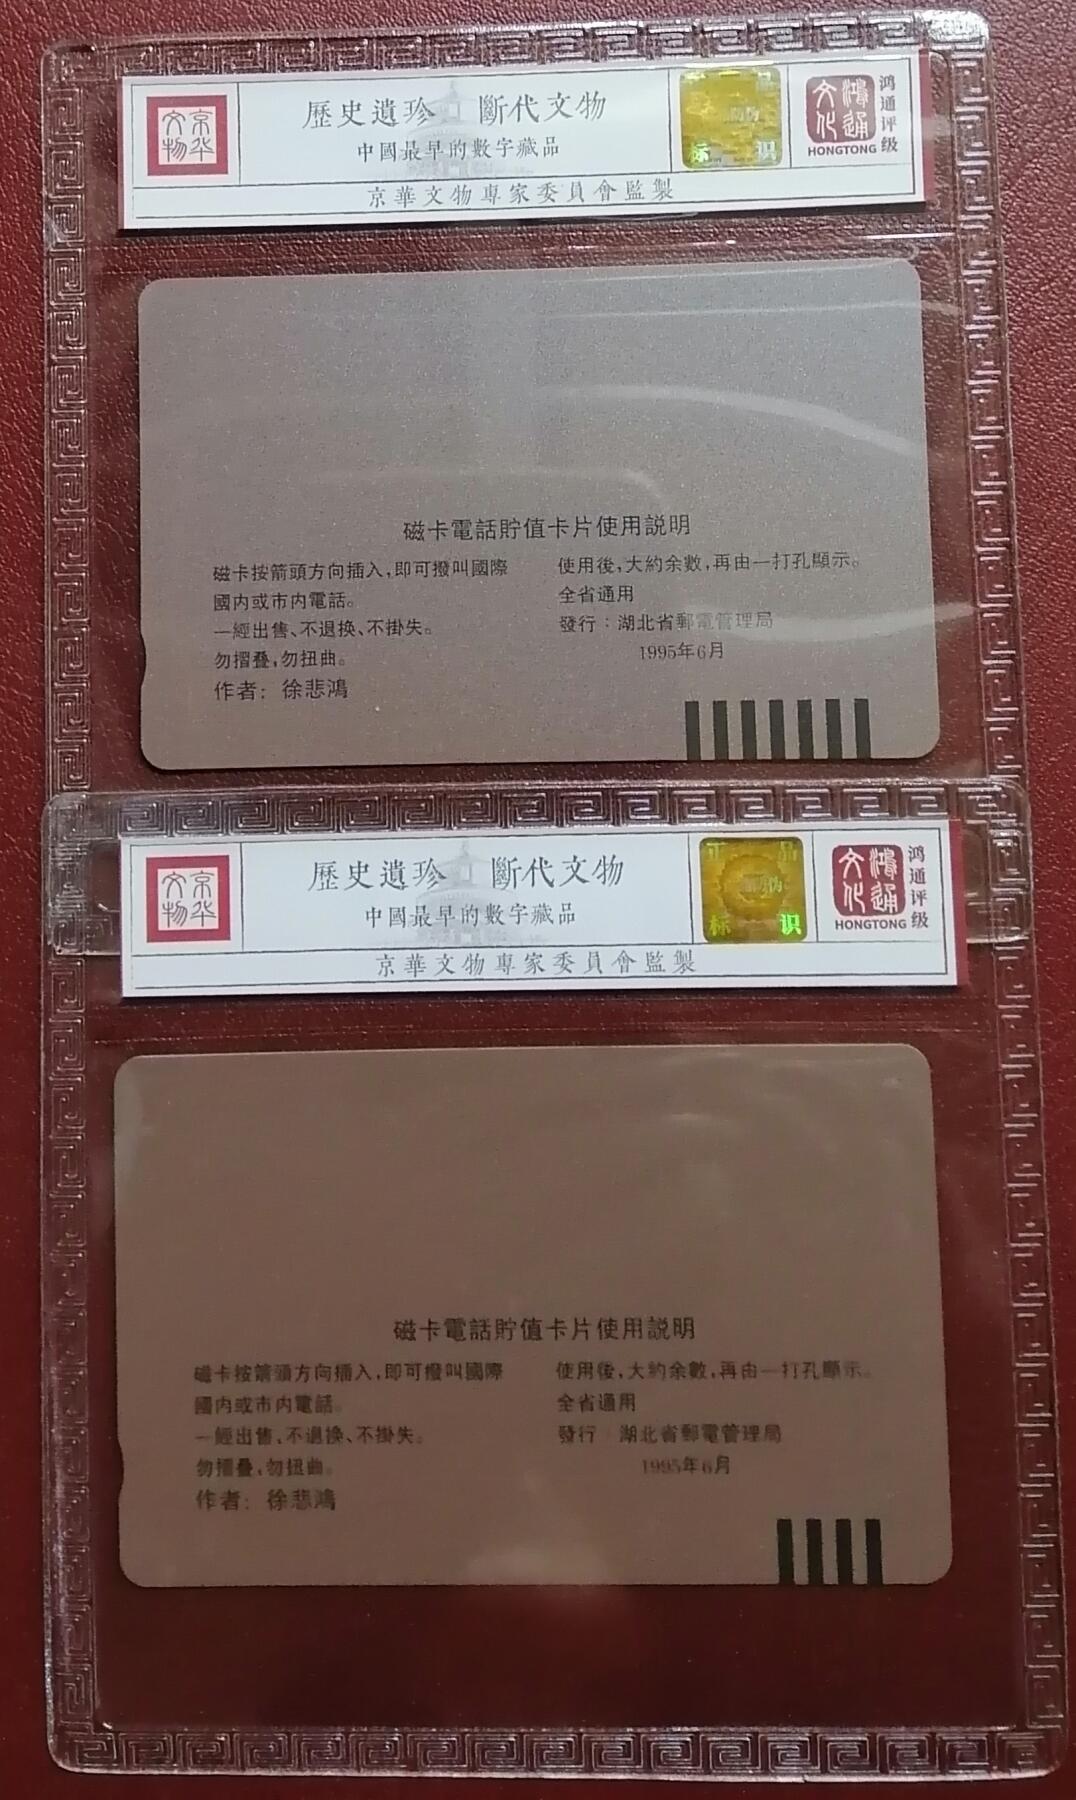 京华文物
歷史遺珍 斷代文物
中國最早的數字藏品
京華文物專家委員會監製
标 识
鴻通文化
HONGTONG
鸿通评级
磁卡電話貯值卡片使用説明
磁卡按箭頭方向插入,即可撥叫國際
國内或市内電話。
一經出售、不退换、不掛失。
勿摺叠,勿扭曲。
作者: 徐悲鴻
使用後,大約余數,再由一打孔顯示。
全省通用
發行：湖北省郵電管理局
1995年6月
京华文物
歷史遺珍 斷代文物
中國最早的數字藏品
京華文物專家委員會監製
正 品
防伪
标 识
鴻通文化
HONGTONG
鸿通评级
磁卡電話貯值卡片使用説明
磁卡按箭頭方向插入,即可撥叫國際
國内或市内電話。
一經出售、不退换、不掛失。
勿摺叠,勿扭曲。
作者: 徐悲鴻
使用後,大約余數,再由一打孔顯示。
全省通用
發行：湖北省郵電管理局
1995年6月